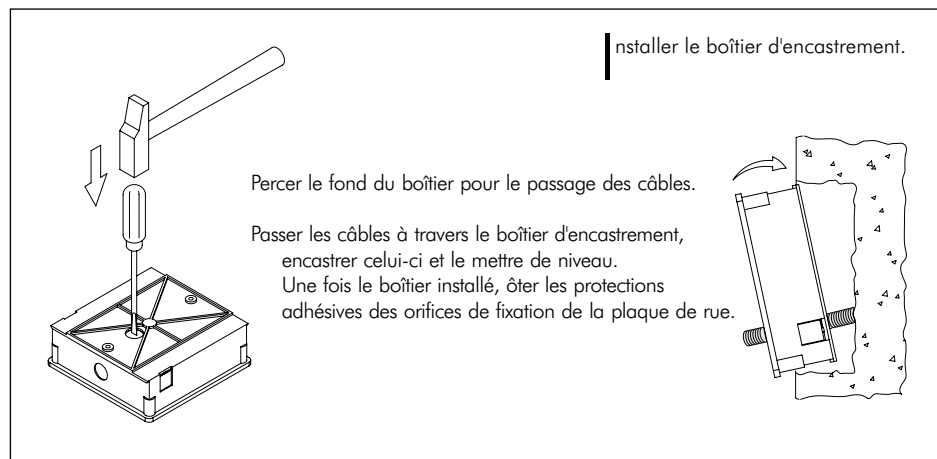 Installer le boîtier d'encastrement.
Percer le fond du boîtier pour le passage des câbles.
Passer les câbles à travers le boîtier d'encastrement,
encastrer celui-ci et le mettre de niveau.
Une fois le boîtier installé, ôter les protections
adhésives des orifices de fixation de la plaque de rue.